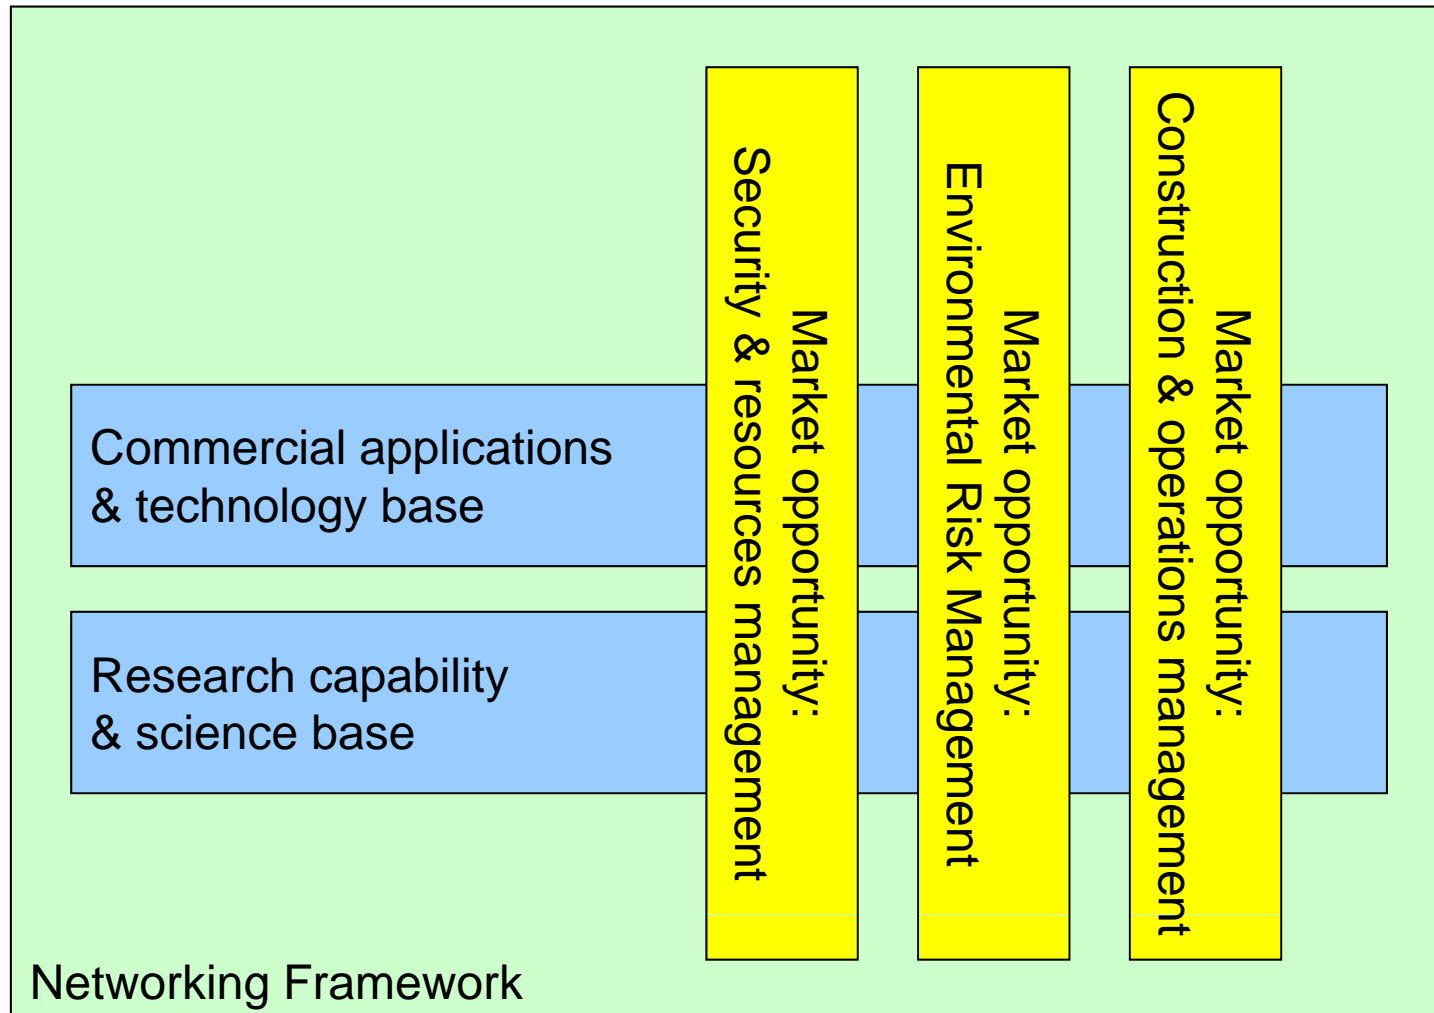 Market opportunity:
Security & resources management
Market opportunity:
Environmental Risk Management
Market opportunity:
Construction & operations management
Commercial applications
& technology base
Research capability
& science base
Networking Framework